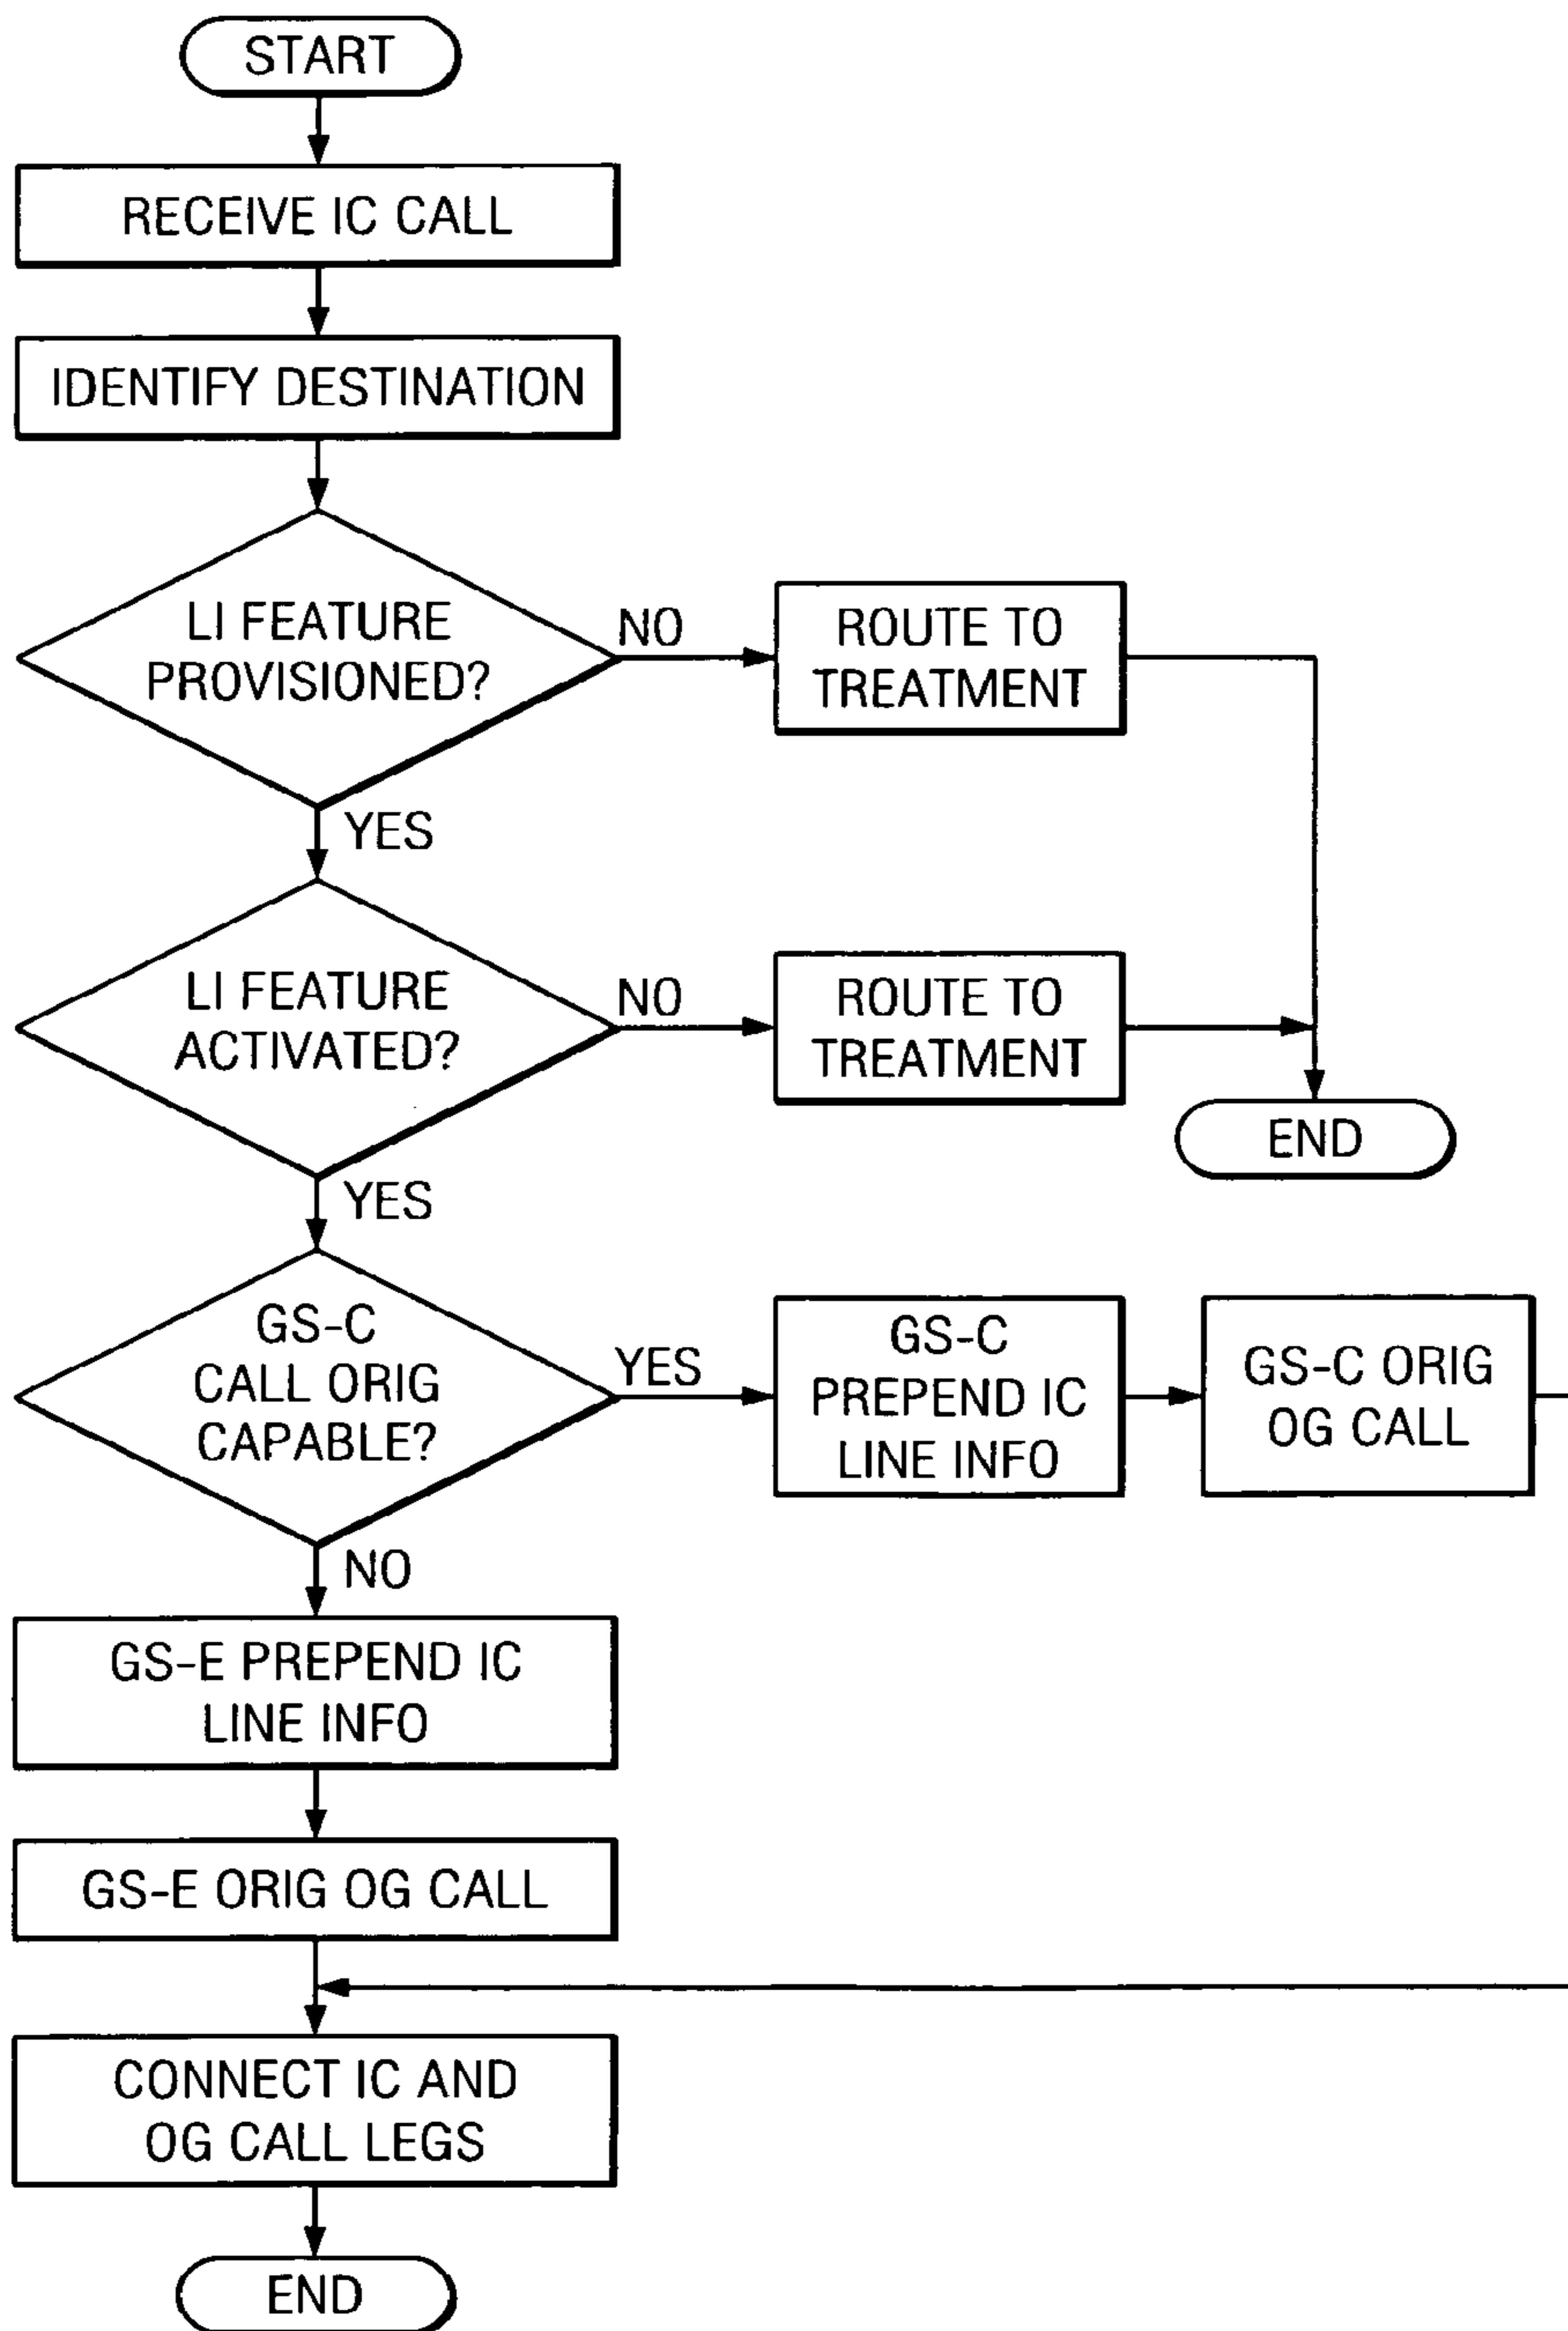 START
RECEIVE IC CALL
IDENTIFY DESTINATION
LI FEATURE
PROVISIONED?
NO
ROUTE TO
TREATMENT
YES
LI FEATURE
ACTIVATED?
NO
ROUTE TO
TREATMENT
END
YES
GS-C
CALL ORIG
CAPABLE?
YES
GS-C
PREPEND IC
LINE INFO
GS-C ORIG
OG CALL
NO
GS-E PREPEND IC
LINE INFO
GS-E ORIG OG CALL
CONNECT IC AND
OG CALL LEGS
END